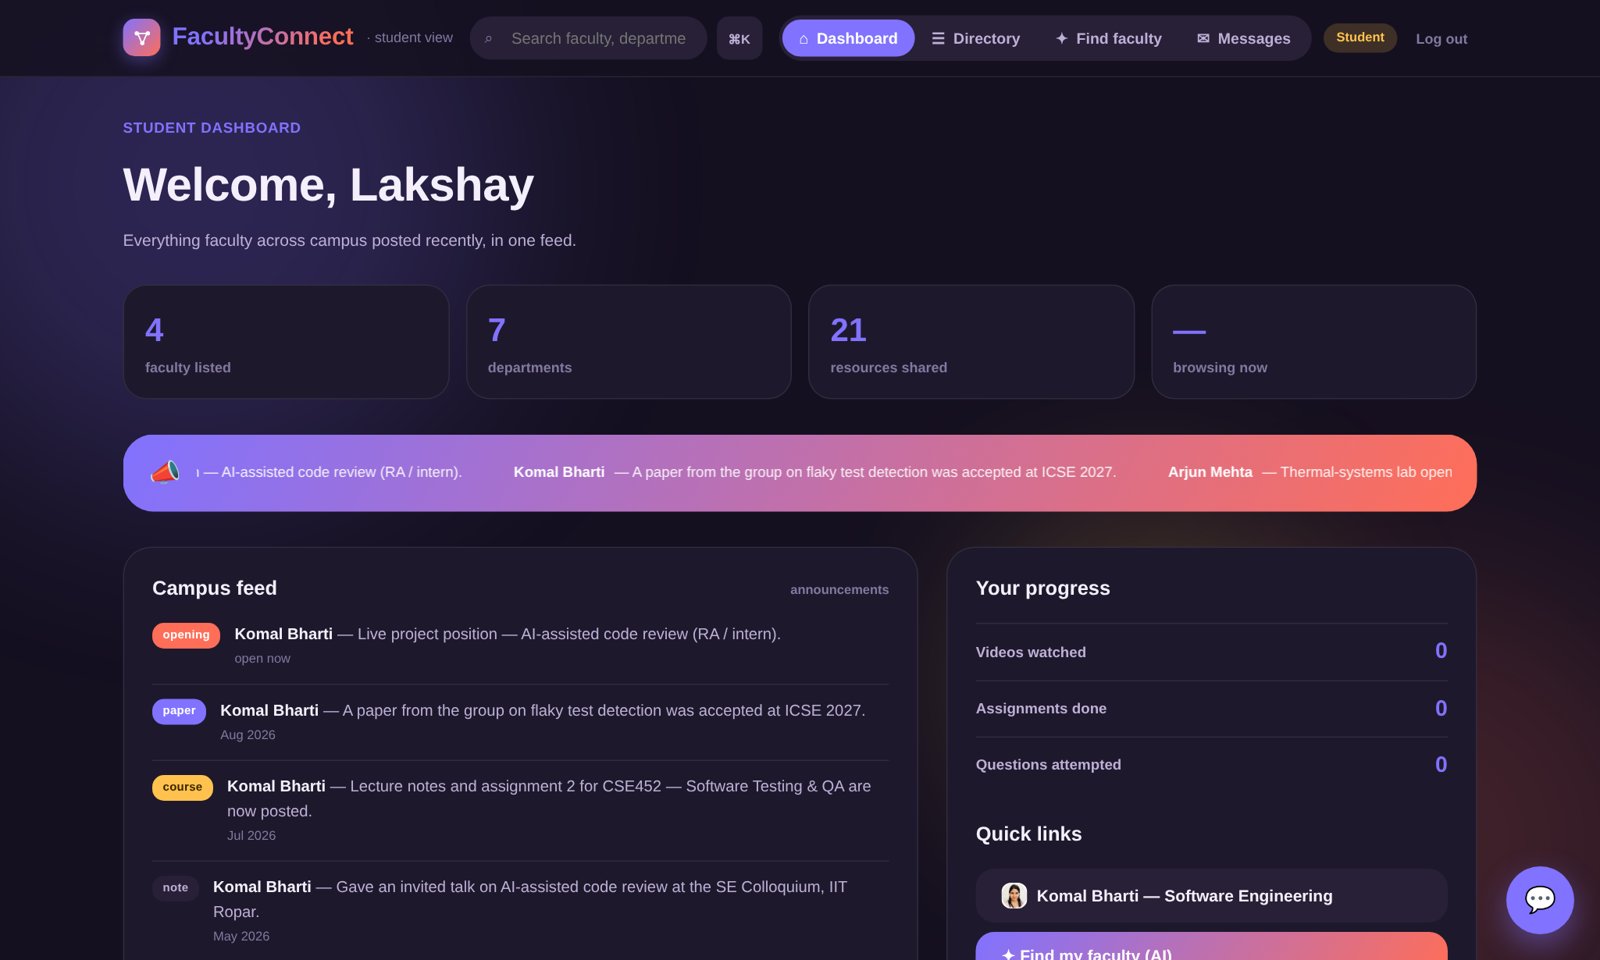 FacultyConnect · student view
Search faculty, departme
⌘K
Dashboard
Directory
Find faculty
Messages
Student
Log out
STUDENT DASHBOARD
Welcome, Lakshay
Everything faculty across campus posted recently, in one feed.
4
faculty listed
7
departments
21
resources shared
—
browsing now
— AI-assisted code review (RA / intern).
Komal Bharti — A paper from the group on flaky test detection was accepted at ICSE 2027.
Arjun Mehta — Thermal-systems lab open
Campus feed
announcements
opening
Komal Bharti — Live project position — AI-assisted code review (RA / intern).
open now
paper
Komal Bharti — A paper from the group on flaky test detection was accepted at ICSE 2027.
Aug 2026
course
Komal Bharti — Lecture notes and assignment 2 for CSE452 — Software Testing & QA are
now posted.
Jul 2026
note
Komal Bharti — Gave an invited talk on AI-assisted code review at the SE Colloquium, IIT
Ropar.
May 2026
Your progress
Videos watched 0
Assignments done 0
Questions attempted 0
Quick links
Komal Bharti — Software Engineering
✦ Find my faculty (AI)